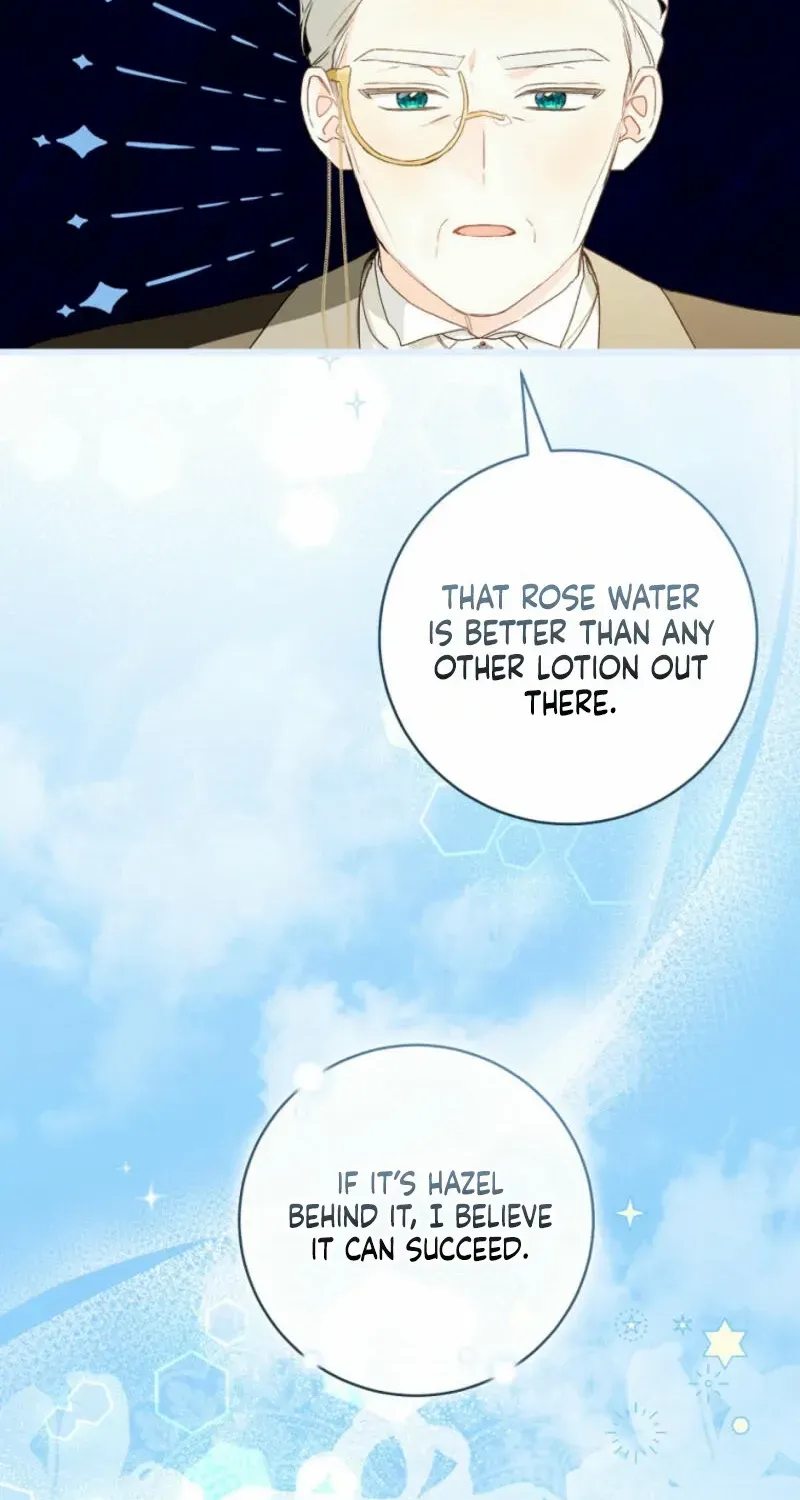 THAT ROSE WATER
IS BETTER THAN ANY
OTHER LOTION OUT
THERE.
IF IT'S HAZEL
BEHIND IT, I BELIEVE
IT CAN SUCCEED.